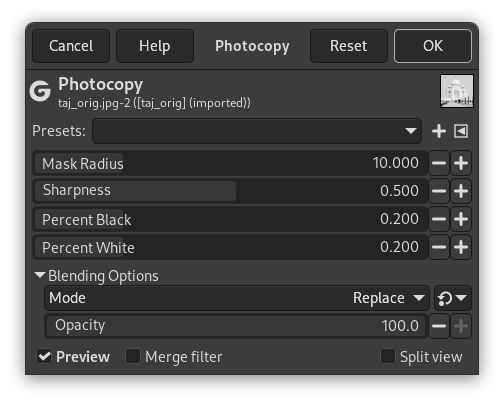 Cancel Help Photocopy Reset OK
Photocopy
taj_orig.jpg-2 ([taj_orig] (imported))
Presets:
Mask Radius 10.000
Sharpness 0.500
Percent Black 0.200
Percent White 0.200
Blending Options
Mode Replace
Opacity 100.0
Preview Merge filter Split view